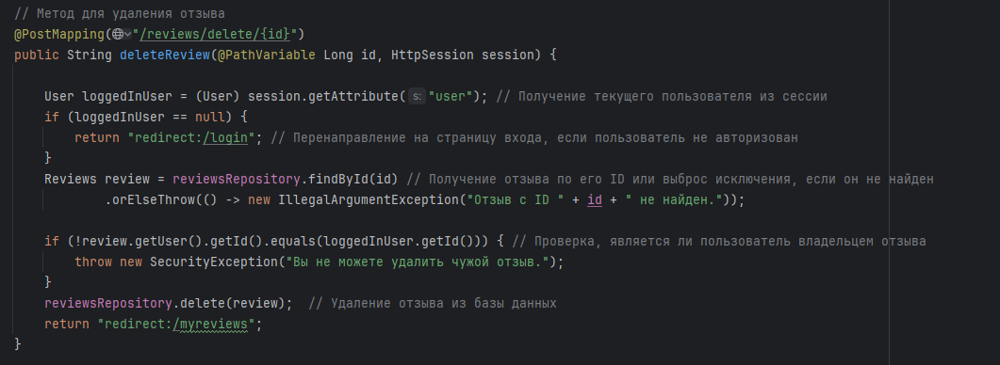 // Метод для удаления отзыва
@PostMapping("/reviews/delete/{id}")
public String deleteReview(@PathVariable Long id, HttpSession session) {
User loggedInUser = (User) session.getAttribute( s: "user"); // Получение текущего пользователя из сессии
if (loggedInUser == null) {
return "redirect:/login"; // Перенаправление на страницу входа, если пользователь не авторизован
}
Reviews review = reviewsRepository.findById(id) // Получение отзыва по его ID или выброс исключения, если он не найден
.orElseThrow(() -> new IllegalArgumentException("Отзыв с ID " + id + " не найден."));
if (!review.getUser().getId().equals(loggedInUser.getId())) { // Проверка, является ли пользователь владельцем отзыва
throw new SecurityException("Вы не можете удалить чужой отзыв.");
}
reviewsRepository.delete(review); // Удаление отзыва из базы данных
return "redirect:/myreviews";
}